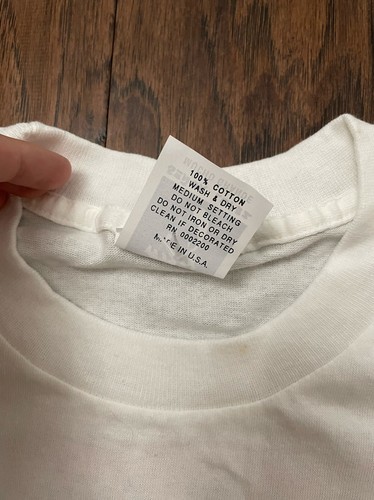 100% COTTON
WASH & DRY
MEDIUM SETTING
DO NOT BLEACH
DO NOT IRON OR DRY
CLEAN IF DECORATED
RN 0002200
MADE IN U.S.A.